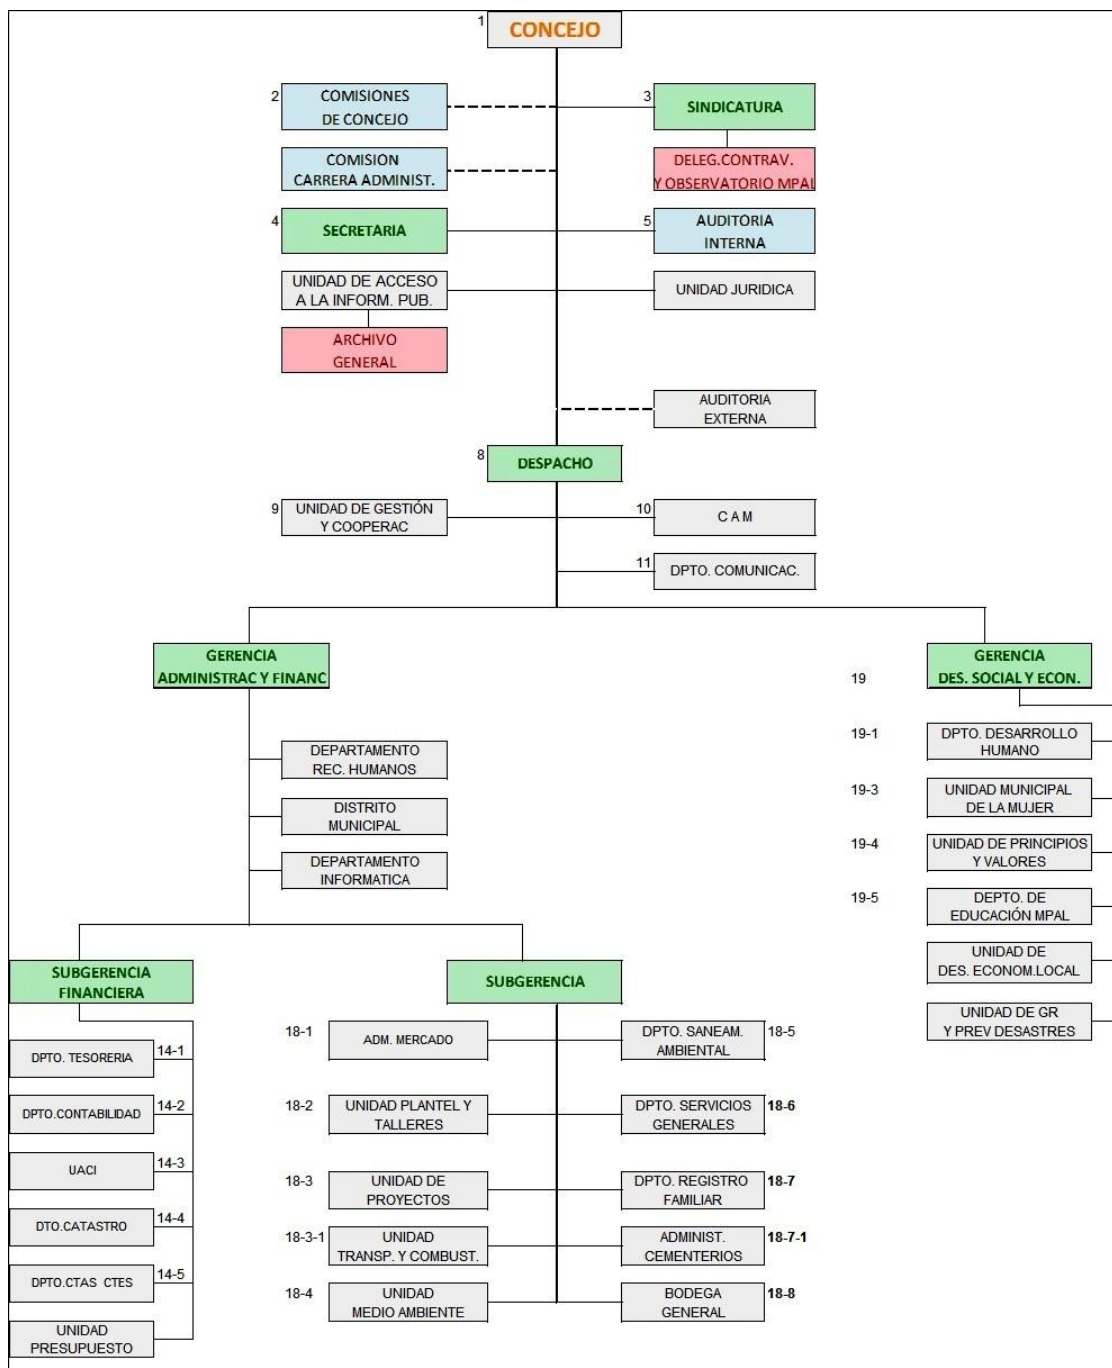 1
CONCEJO
2
COMISIONES
DE CONCEJO
3
SINDICATURA
COMISION
CARRERA ADMINIST.
DELEG.CONTRAV.
Y OBSERVATORIO MPAL
4
SECRETARIA
5
AUDITORIA
INTERNA
UNIDAD DE ACCESO
A LA INFORM. PUB.
UNIDAD JURIDICA
ARCHIVO
GENERAL
AUDITORIA
EXTERNA
8
DESPACHO
9
UNIDAD DE GESTIÓN
Y COOPERAC
10
C A M
11
DPTO. COMUNICAC.
GERENCIA
ADMINISTRAC Y FINANC
19
GERENCIA
DES. SOCIAL Y ECON.
DEPARTAMENTO
REC. HUMANOS
DISTRITO
MUNICIPAL
DEPARTAMENTO
INFORMATICA
19-1
DPTO. DESARROLLO
HUMANO
19-3
UNIDAD MUNICIPAL
DE LA MUJER
19-4
UNIDAD DE PRINCIPIOS
Y VALORES
19-5
DEPTO. DE
EDUCACIÓN MPAL
UNIDAD DE
DES. ECONOM.LOCAL
UNIDAD DE GR
Y PREV DESASTRES
SUBGERENCIA
FINANCIERA
DPTO. TESORERIA
14-1
DPTO.CONTABILIDAD
14-2
UACI
14-3
DTO.CATASTRO
14-4
DPTO.CTAS CTES
14-5
UNIDAD
PRESUPUESTO
SUBGERENCIA
18-1
ADM. MERCADO
DPTO. SANEAM.
AMBIENTAL
18-5
18-2
UNIDAD PLANTEL Y
TALLERES
DPTO. SERVICIOS
GENERALES
18-6
18-3
UNIDAD DE
PROYECTOS
DPTO. REGISTRO
FAMILIAR
18-7
18-3-1
UNIDAD
TRANSP. Y COMBUST.
ADMINIST.
CEMENTERIOS
18-7-1
18-4
UNIDAD
MEDIO AMBIENTE
BODEGA
GENERAL
18-8